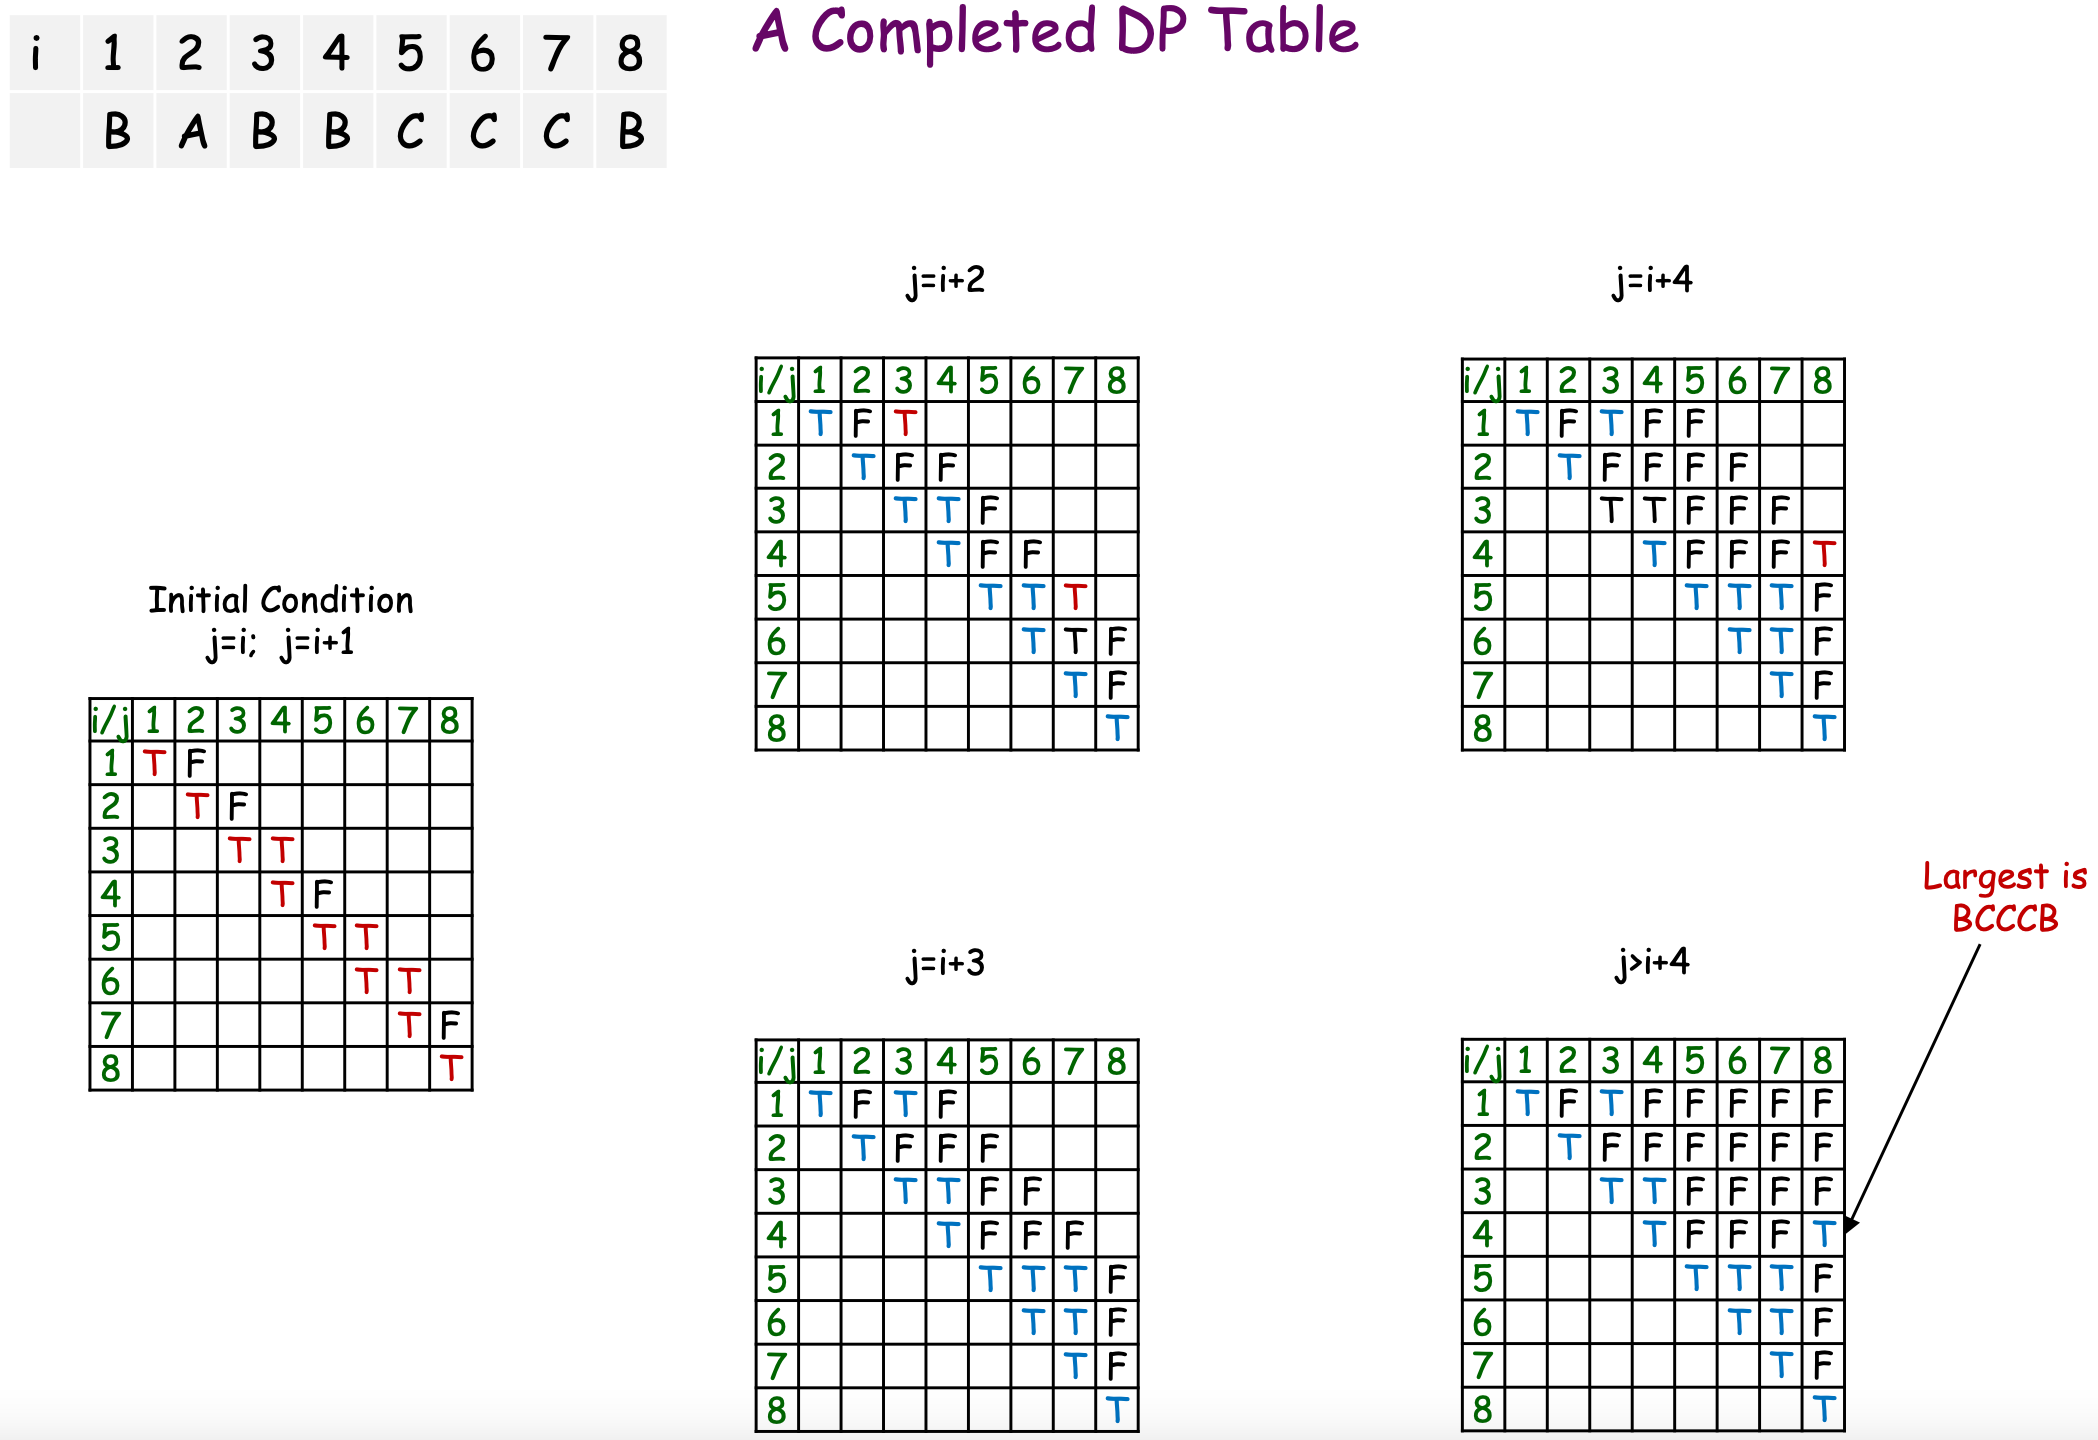 A Completed DP Table
i 1 2 3 4 5 6 7 8
B A B B C C C B
Initial Condition
j=i; j=i+1
i/j 1 2 3 4 5 6 7 8
1 T F
2 T F
3 T T
4 T F
5 T T
6 T T
7 T F
8 T
j=i+2
i/j 1 2 3 4 5 6 7 8
1 T F T
2 T F F
3 T T F
4 T F F
5 T T T
6 T T F
7 T F
8 T
j=i+3
i/j 1 2 3 4 5 6 7 8
1 T F T F
2 T F F F
3 T T F F
4 T F F F
5 T T T F
6 T T F
7 T F
8 T
j=i+4
i/j 1 2 3 4 5 6 7 8
1 T F T F F
2 T F F F F
3 T T F F F
4 T F F F T
5 T T T F
6 T T F
7 T F
8 T
j>i+4
i/j 1 2 3 4 5 6 7 8
1 T F T F F F F F
2 T F F F F F F
3 T T F F F F
4 T F F F T
5 T T T F
6 T T F
7 T F
8 T
Largest is
BCCCB